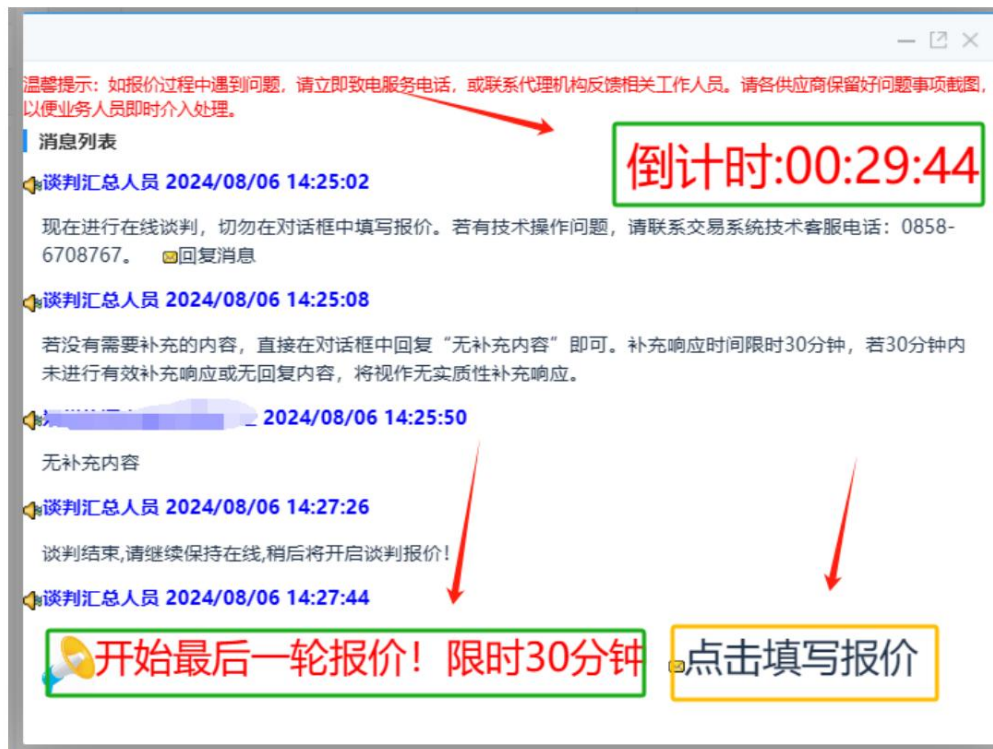 温馨提示：如报价过程中遇到问题，请立即致电服务电话，或联系代理机构反馈相关工作人员。请各供应商保留好问题事项截图，
以便业务人员即时介入处理。
消息列表
倒计时:00:29:44
谈判汇总人员 2024/08/06 14:25:02
现在进行在线谈判，切勿在对话框中填写报价。若有技术操作问题，请联系交易系统技术客服电话：0858-
6708767。 回复消息
谈判汇总人员 2024/08/06 14:25:08
若没有需要补充的内容，直接在对话框中回复“无补充内容”即可。补充响应时间限时30分钟，若30分钟内
未进行有效补充响应或无回复内容，将视作无实质性补充响应。
2024/08/06 14:25:50
无补充内容
谈判汇总人员 2024/08/06 14:27:26
谈判结束,请继续保持在线,稍后将开启谈判报价!
谈判汇总人员 2024/08/06 14:27:44
开始最后一轮报价！限时30分钟 点击填写报价